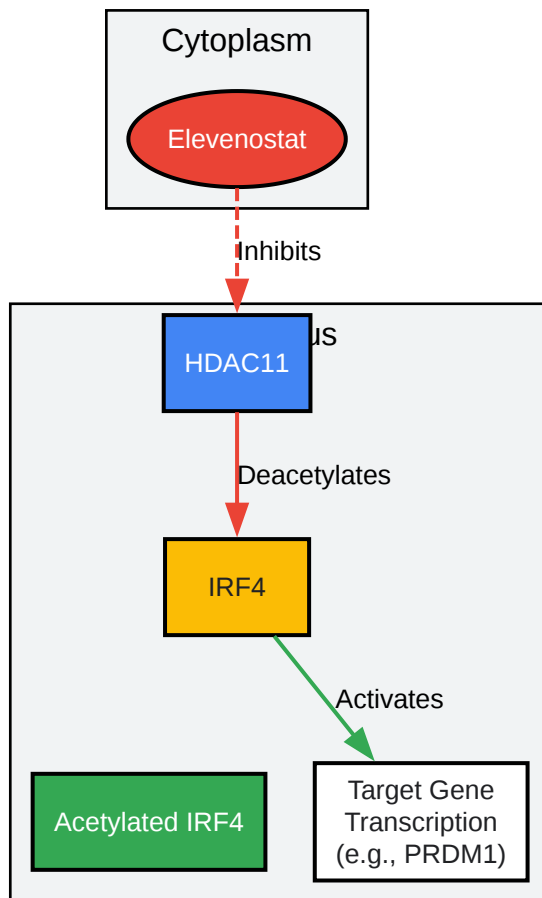 Cytoplasm
Elevenostat
Inhibits
us
HDAC11
Deacetylates
IRF4
Activates
Acetylated IRF4
Target Gene
Transcription
(e.g., PRDM1)